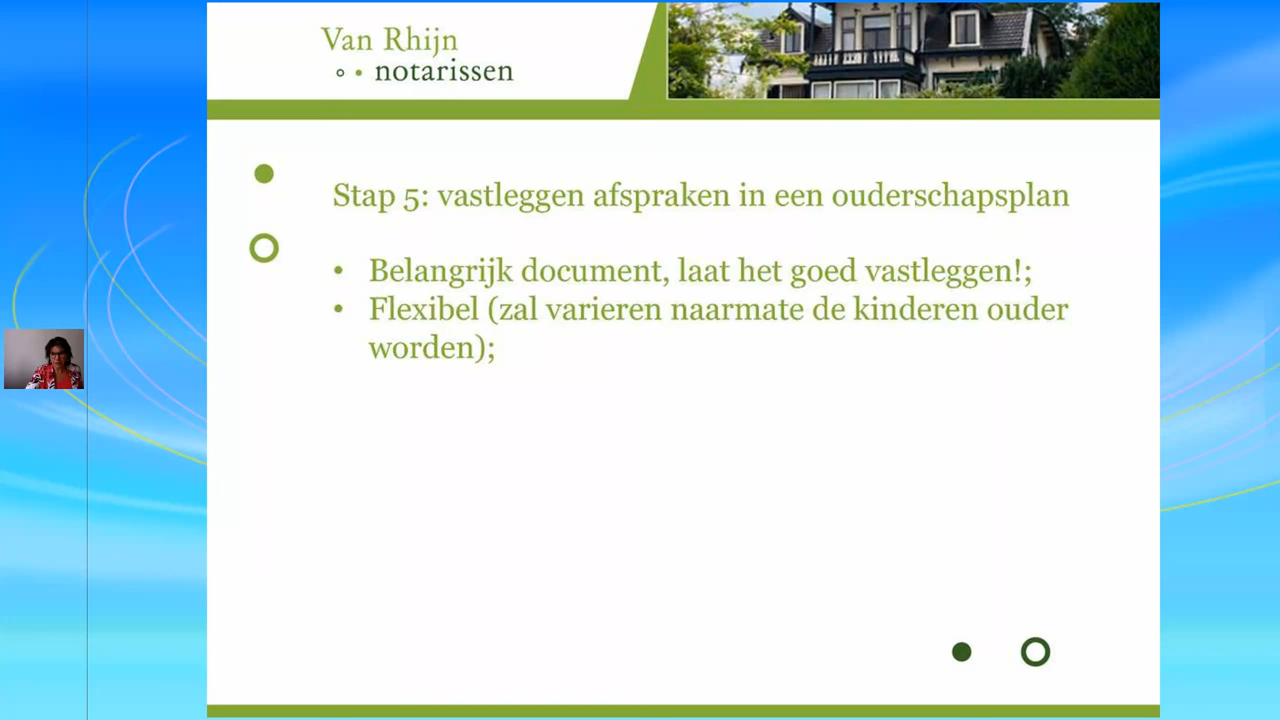 Van Rhijn
notarissen
Stap 5: vastleggen afspraken in een ouderschapsplan
• Belangrijk document, laat het goed vastleggen!;
• Flexibel (zal varieren naarmate de kinderen ouder
worden);